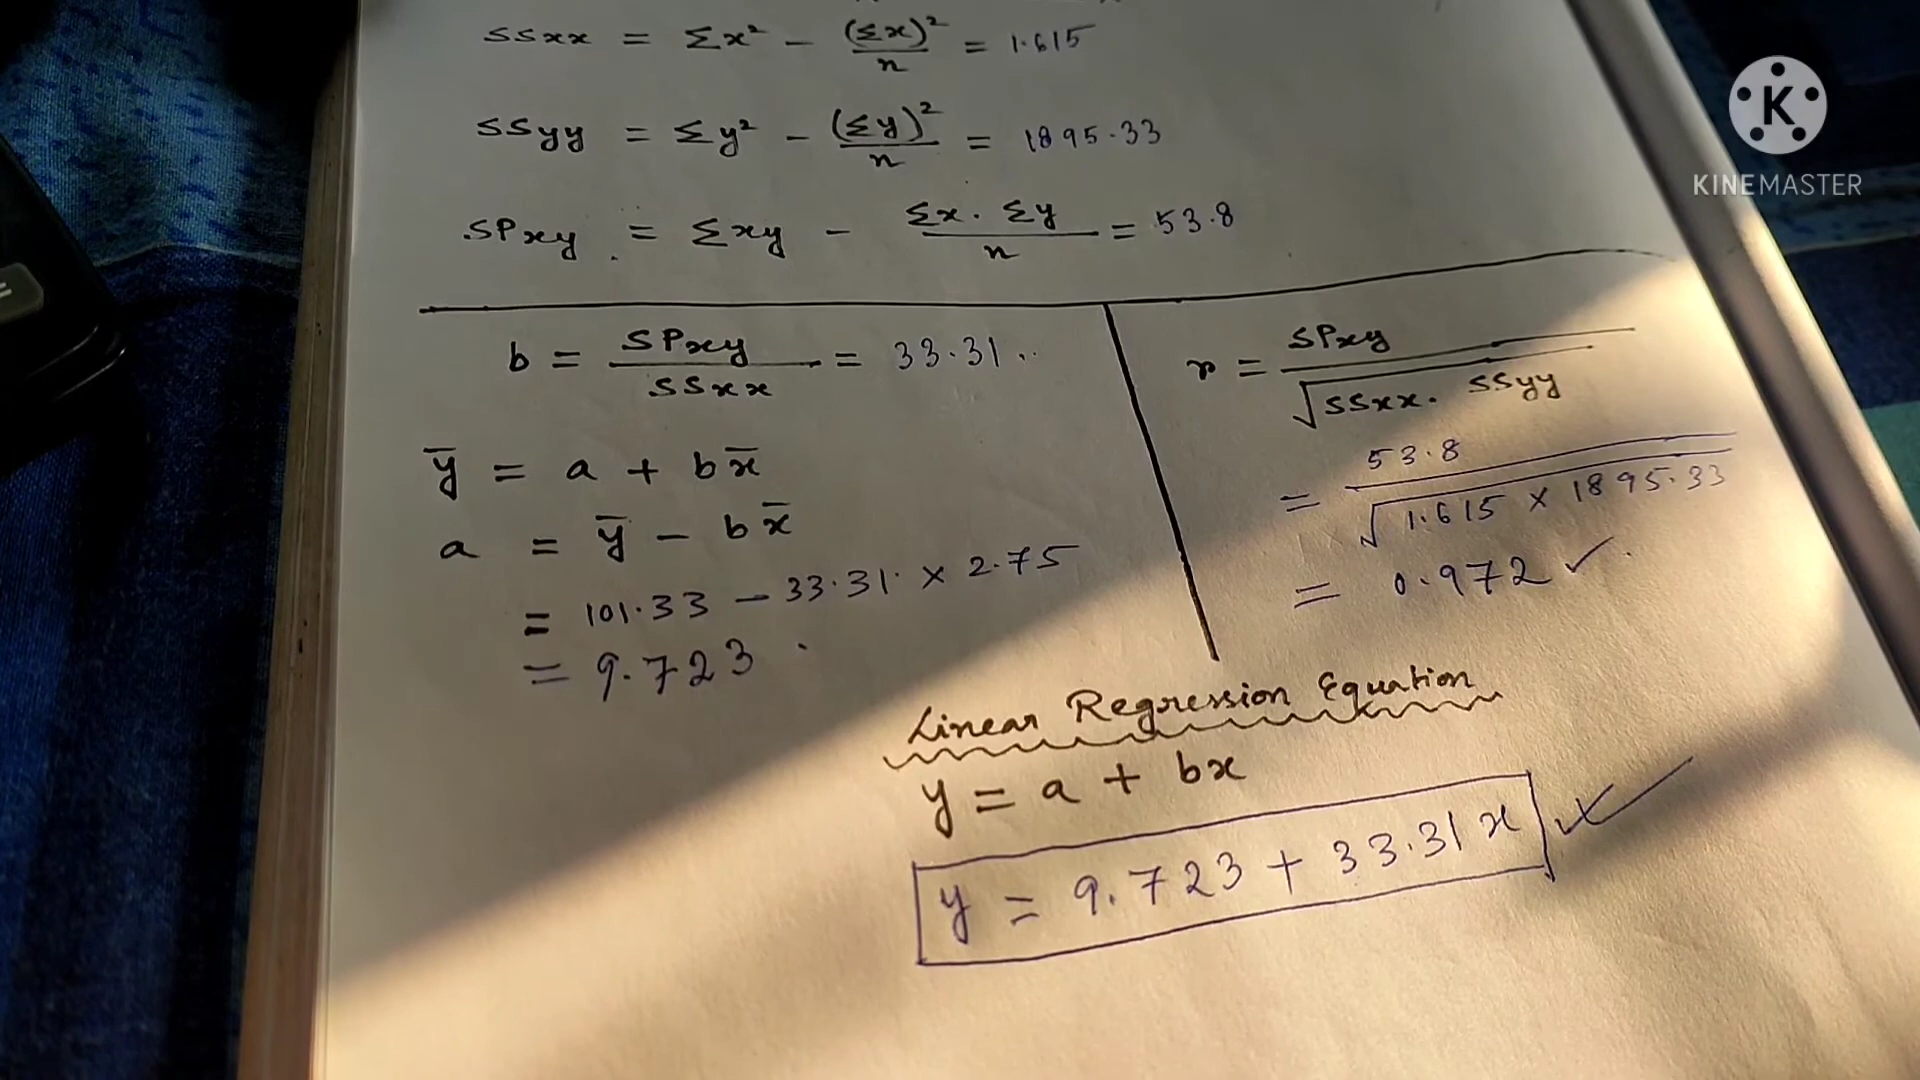 SSxx = Σx² - (Σx)²/n = 1.615
SSyy = Σy² - (Σy)²/n = 1895.33
SPxy = Σxy - Σx. Σy/n = 53.8
b = SPxy/SSxx = 33.31..
ȳ = a + bx̄
a = ȳ - bx̄
= 101.33 - 33.31 × 2.75
= 9.723
r = SPxy/√SSxx. SSyy
= 53.8/√1.615 × 1895.33
= 0.972 ✓
Linear Regression Equation
y = a + bx
y = 9.723 + 33.31x ✓
K
KINEMASTER
=